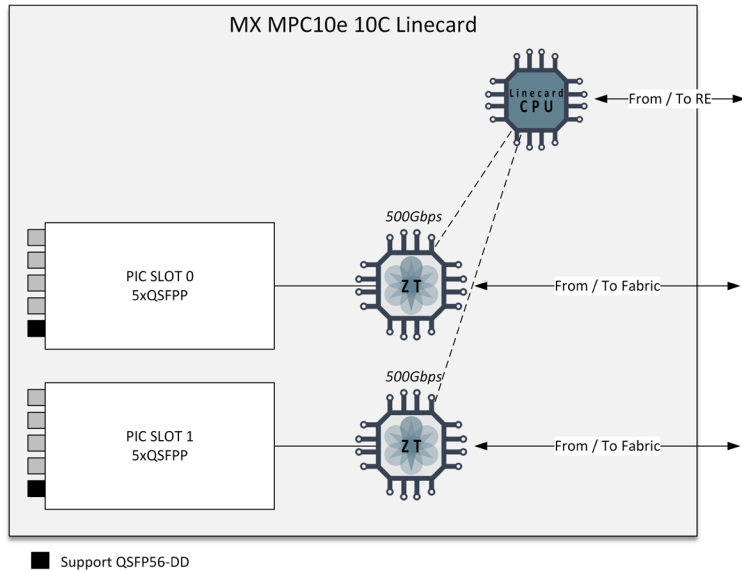 MX MPC10e 10C Linecard
Linecard
CPU
From / To RE
500Gbps
PIC SLOT 0
5xQSFPP
ZT
From / To Fabric
500Gbps
PIC SLOT 1
5xQSFPP
ZT
From / To Fabric
Support QSFP56-DD